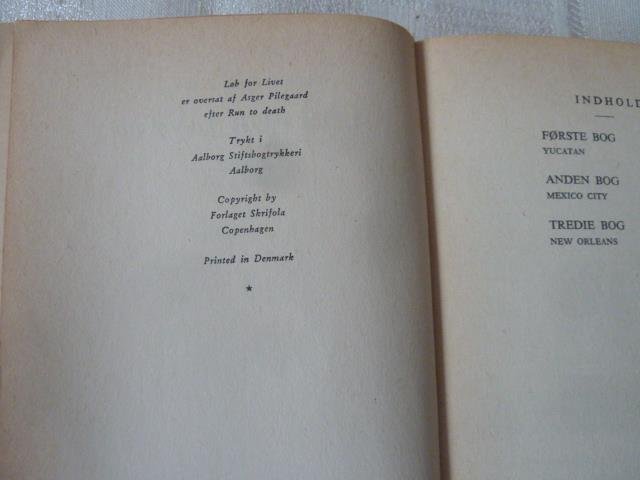 Løb for Livet
er oversat af Asger Pilegaard
efter Run to death
Trykt i
Aalborg Stiftsbogtrykkeri
Aalborg
Copyright by
Forlaget Skrifola
Copenhagen
Printed in Denmark
*
INDHOLD
FØRSTE BOG
YUCATAN
ANDEN BOG
MEXICO CITY
TREDIE BOG
NEW ORLEANS